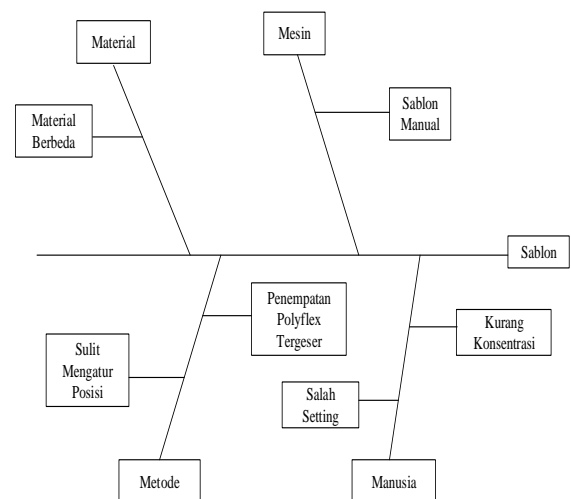 Material
Mesin
Material
Berbeda
Sablon
Manual
Sablon
Penempatan
Polyflex
Tergeser
Kurang
Konsentrasi
Sulit
Mengatur
Posisi
Salah
Setting
Metode
Manusia